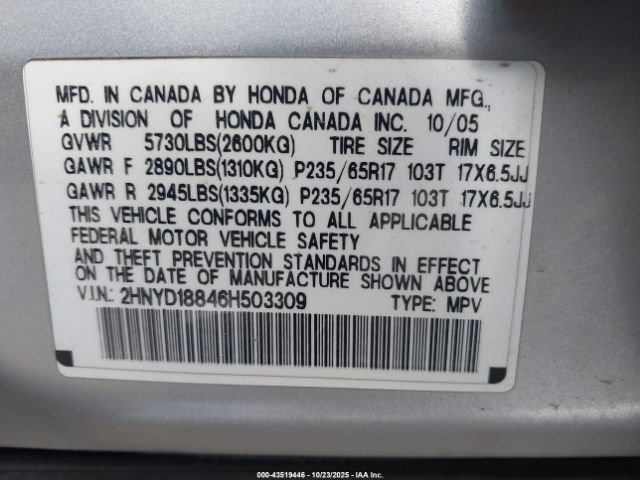 MFD. IN CANADA BY HONDA OF CANADA MFG.,
A DIVISION OF HONDA CANADA INC. 10/05
GVWR 5730LBS(2600KG) TIRE SIZE RIM SIZE
GAWR F 2890LBS(1310KG) P235/65R17 103T 17X6.5JJ
GAWR R 2945LBS(1335KG) P235/65R17 103T 17X6.5JJ
THIS VEHICLE CONFORMS TO ALL APPLICABLE
FEDERAL MOTOR VEHICLE SAFETY
AND THEFT PREVENTION STANDARDS IN EFFECT
ON THE DATE OF MANUFACTURE SHOWN ABOVE
V.I.N.: 2HNYD18846H503309 TYPE: MPV
000-43519446 - 10/23/2025 - IAA Inc.